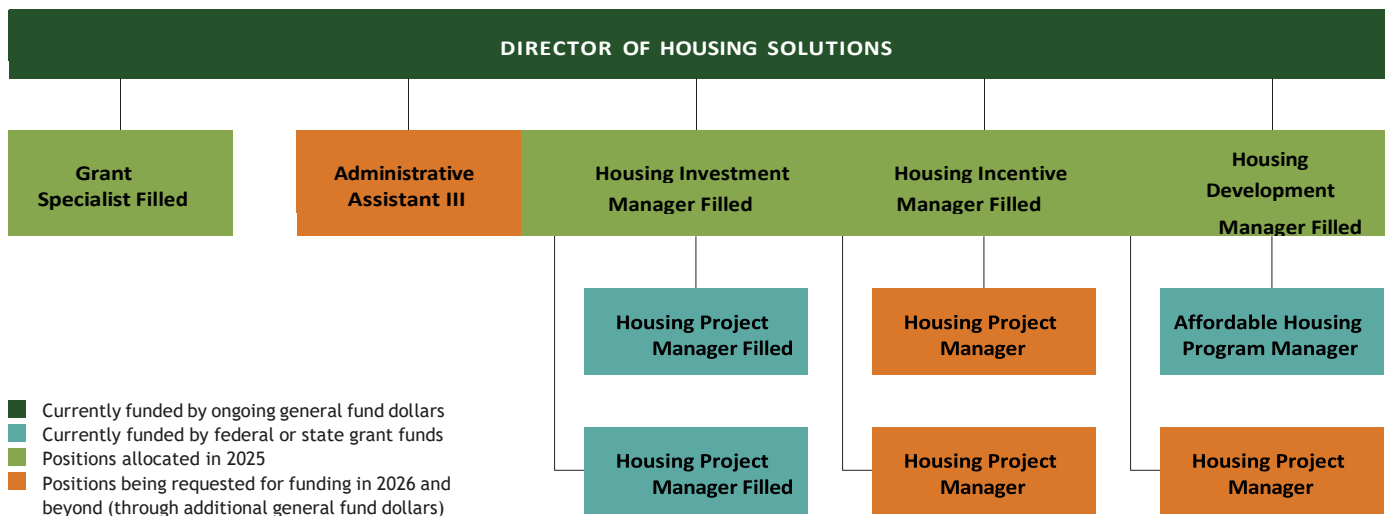 DIRECTOR OF HOUSING SOLUTIONS
Grant
Specialist Filled
Administrative
Assistant III
Housing Investment
Manager Filled
Housing Incentive
Manager Filled
Housing
Development
Manager Filled
Housing Project
Manager Filled
Housing Project
Manager
Affordable Housing
Program Manager
Housing Project
Manager Filled
Housing Project
Manager
Housing Project
Manager
Currently funded by ongoing general fund dollars
Currently funded by federal or state grant funds
Positions allocated in 2025
Positions being requested for funding in 2026 and
beyond (through additional general fund dollars)